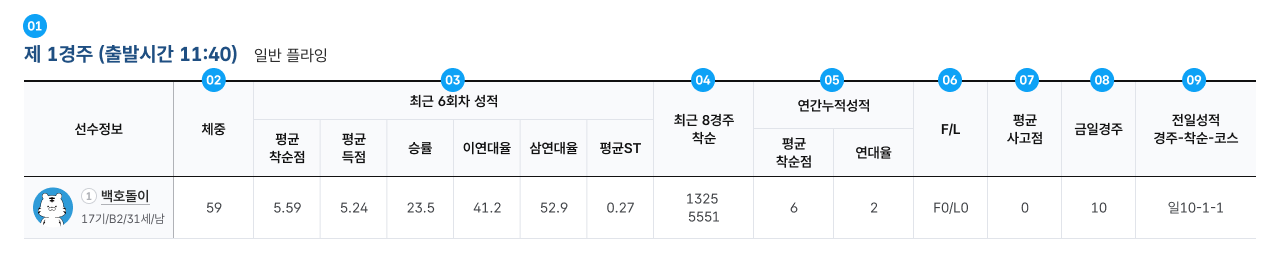 01
제 1경주 (출발시간 11:40) 일반 플라잉
02 03 04 05 06 07 08 09
선수정보 체중 최근 6회차 성적 최근 8경주 착순 연간누적성적 F/L 평균 사고점 금일경주 전일성적 경주-착순-코스
평균 착순점 평균 득점 승률 이연대율 삼연대율 평균ST 평균 착순점 연대율
1 백호돌이
17기/B2/31세/남
59 5.59 5.24 23.5 41.2 52.9 0.27 1325 5551 6 2 F0/L0 0 10 일10-1-1